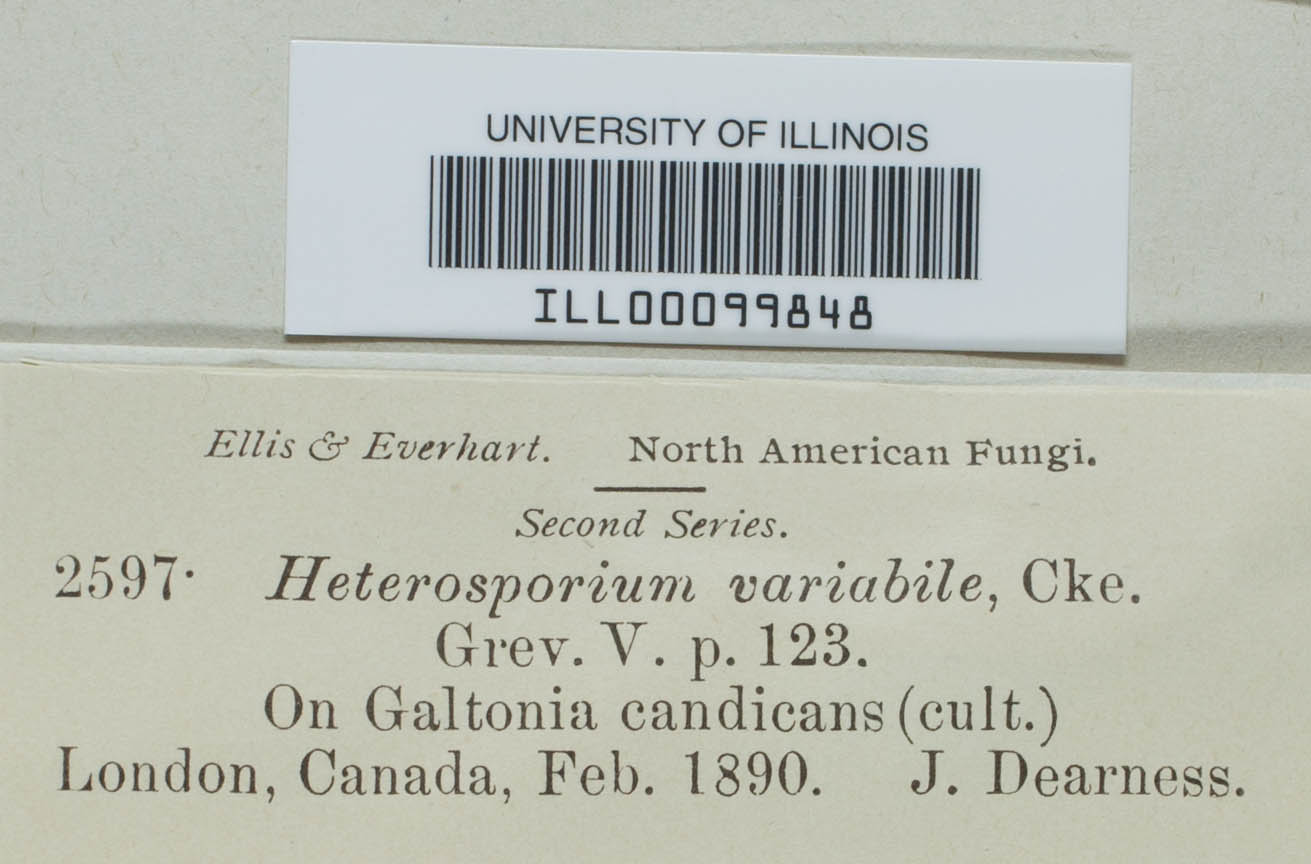 UNIVERSITY OF ILLINOIS
ILL00099848
Ellis & Everhart. North American Fungi.
Second Series.
2597. Heterosporium variabile, Cke.
Grev. V. p. 123.
On Galtonia candicans (cult.)
London, Canada, Feb. 1890. J. Dearness.